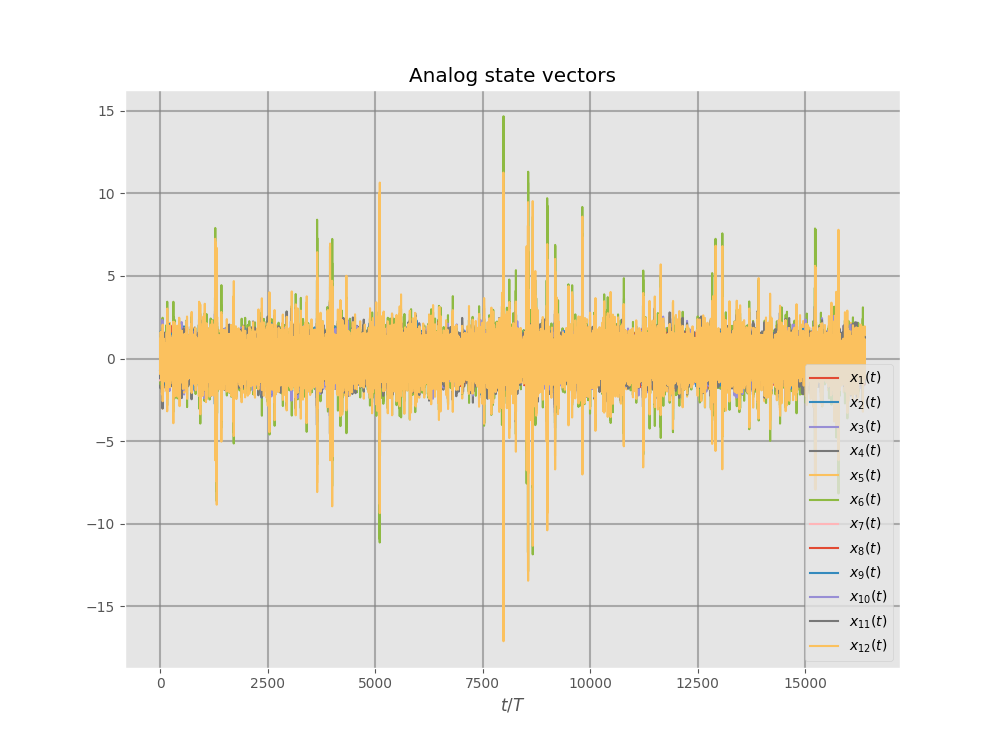 Analog state vectors
15
10
5
0
−5
−10
−15
0 2500 5000 7500 10000 12500 15000
t/T
x₁(t)
x₂(t)
x₃(t)
x₄(t)
x₅(t)
x₆(t)
x₇(t)
x₈(t)
x₉(t)
x₁₀(t)
x₁₁(t)
x₁₂(t)